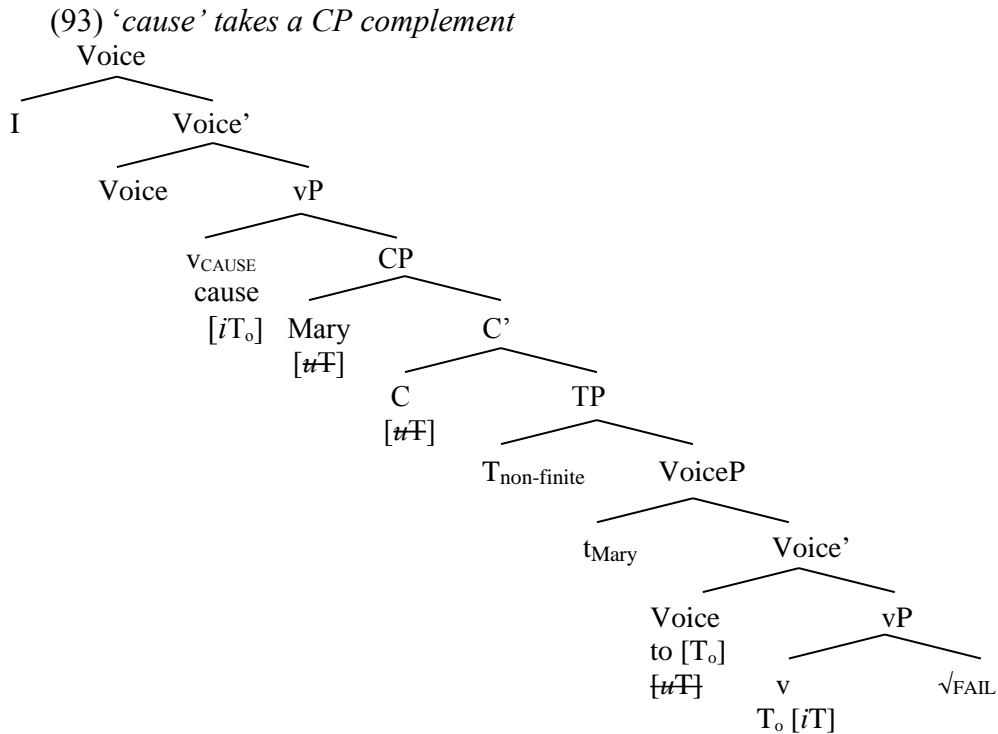 (93) ‘cause’ takes a CP complement
Voice
I Voice’
Voice vP
vCAUSE CP
cause
[iTo] Mary C’
[uT]
C TP
[uT]
Tnon-finite VoiceP
tMary Voice’
Voice vP
to [To]
[uT] v √FAIL
To [iT]